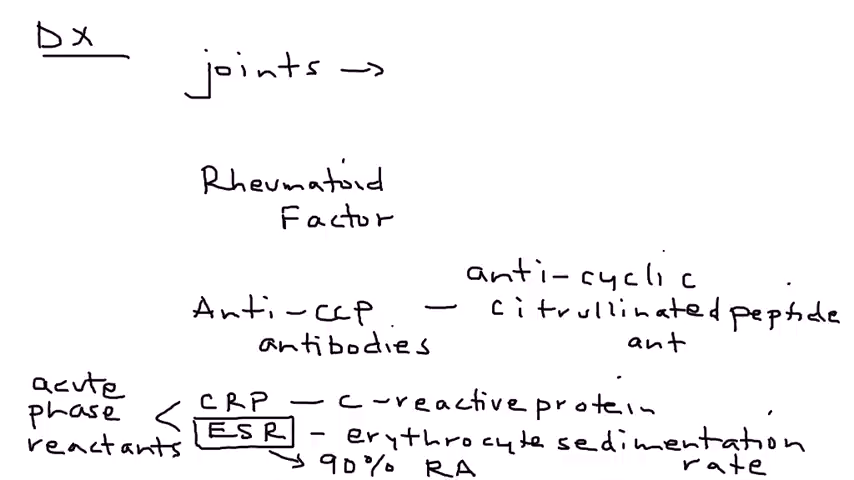 DX
joints →
Rheumatoid
Factor
anti-cyclic
Anti-CCP — citrullinated peptide
antibodies ant
acute
phase < CRP — c-reactive protein
reactants ESR - erythrocyte sedimentation
→ 90% RA rate